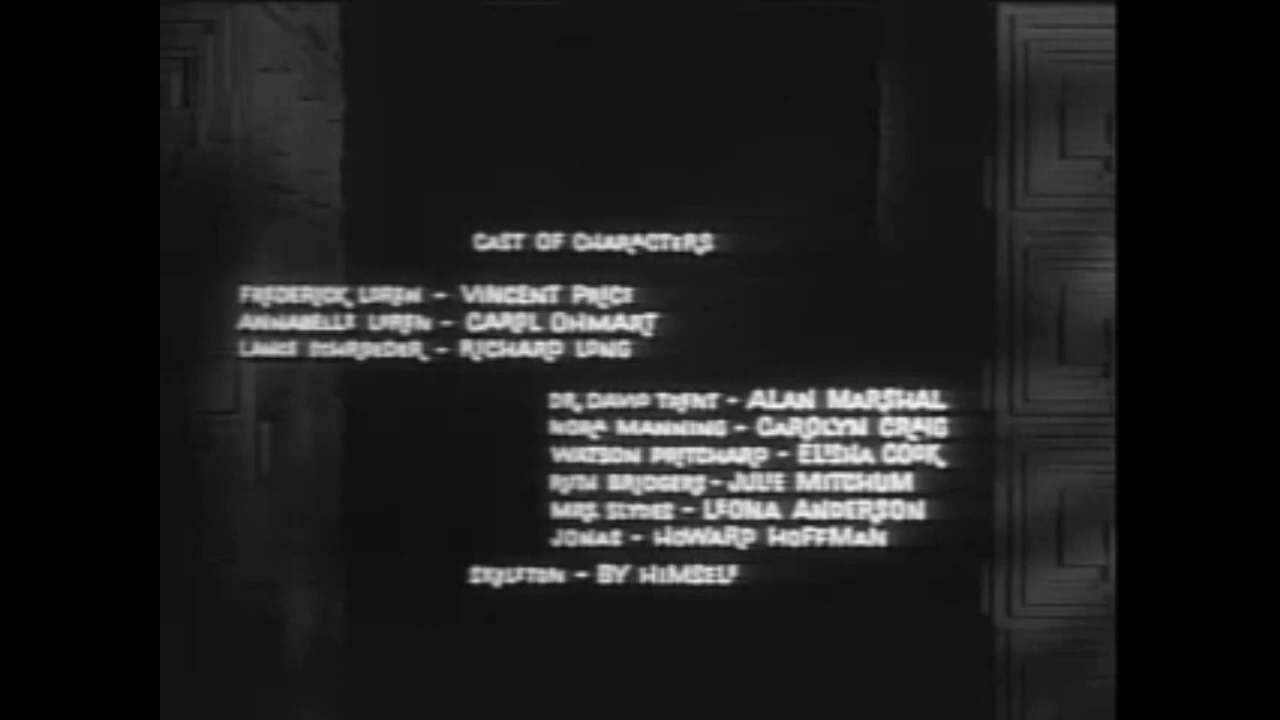 CAST OF CHARACTERS
FREDERICK LOREN - VINCENT PRICE
ANNABELLE LOREN - CAROL OHMART
LANCE SCHROEDER - RICHARD LONG
DR. DAVID TRENT - ALAN MARSHAL
NORA MANNING - CAROLYN CRAIG
WATSON PRITCHARD - ELISHA COOK
RUTH BRIDGERS - JULIE MITCHUM
MRS. SLYDES - LEONA ANDERSON
JONAS - HOWARD HOFFMAN
SKELETON - BY HIMSELF